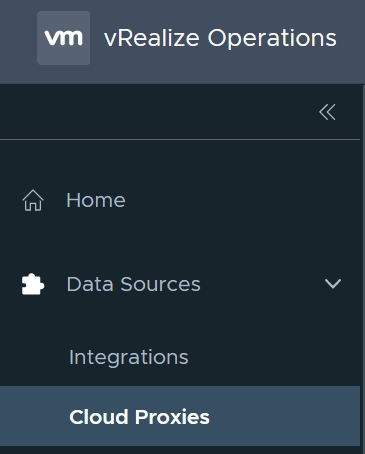 vm vRealize Operations
Home
Data Sources
Integrations
Cloud Proxies